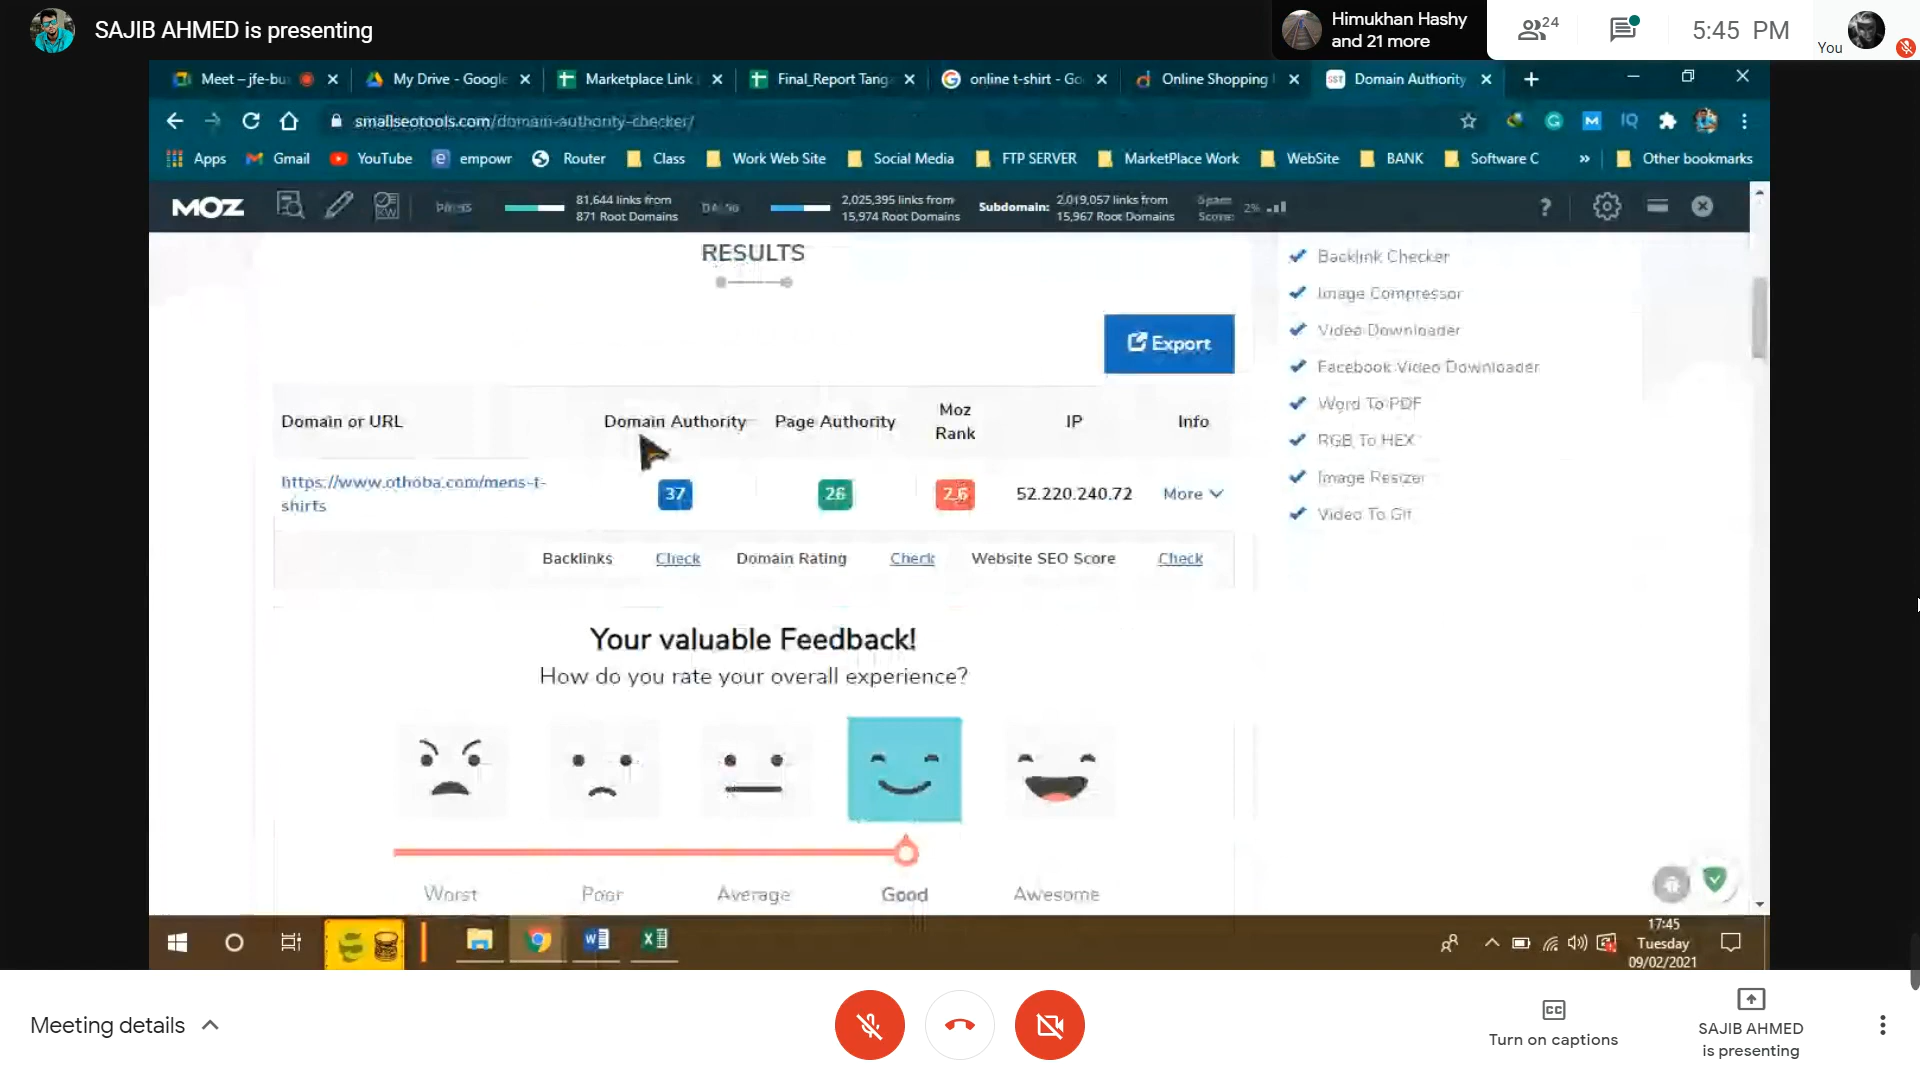 SAJIB AHMED is presenting
Himukhan Hashy
and 21 more
24
5:45 PM
You
Meet – jfe-bu
My Drive - Google
Marketplace Link
Final_Report Tang
online t-shirt - Go
Online Shopping
Domain Authority
smallseotools.com/domain-authority-checker/
Apps
Gmail
YouTube
empowr
Router
Class
Work Web Site
Social Media
FTP SERVER
MarketPlace Work
WebSite
BANK
Software C
»
Other bookmarks
MOZ
81,644 links from
871 Root Domains
2,025,395 links from
15,974 Root Domains
Subdomain:
2,019,057 links from
15,967 Root Domains
Spam
Score:
2%
?
RESULTS
Export
Domain or URL
Domain Authority
Page Authority
Moz
Rank
IP
Info
https://www.othoba.com/mens-t-
shirts
37
26
2.6
52.220.240.72
More
Backlinks
Check
Domain Rating
Check
Website SEO Score
Check
Backlink Checker
Image Compressor
Video Downloader
Facebook Video Downloader
Word To PDF
RGB To HEX
Image Resizer
Video To Gif
Your valuable Feedback!
How do you rate your overall experience?
Worst
Poor
Average
Good
Awesome
17:45
Tuesday
09/02/2021
Meeting details
Turn on captions
SAJIB AHMED
is presenting